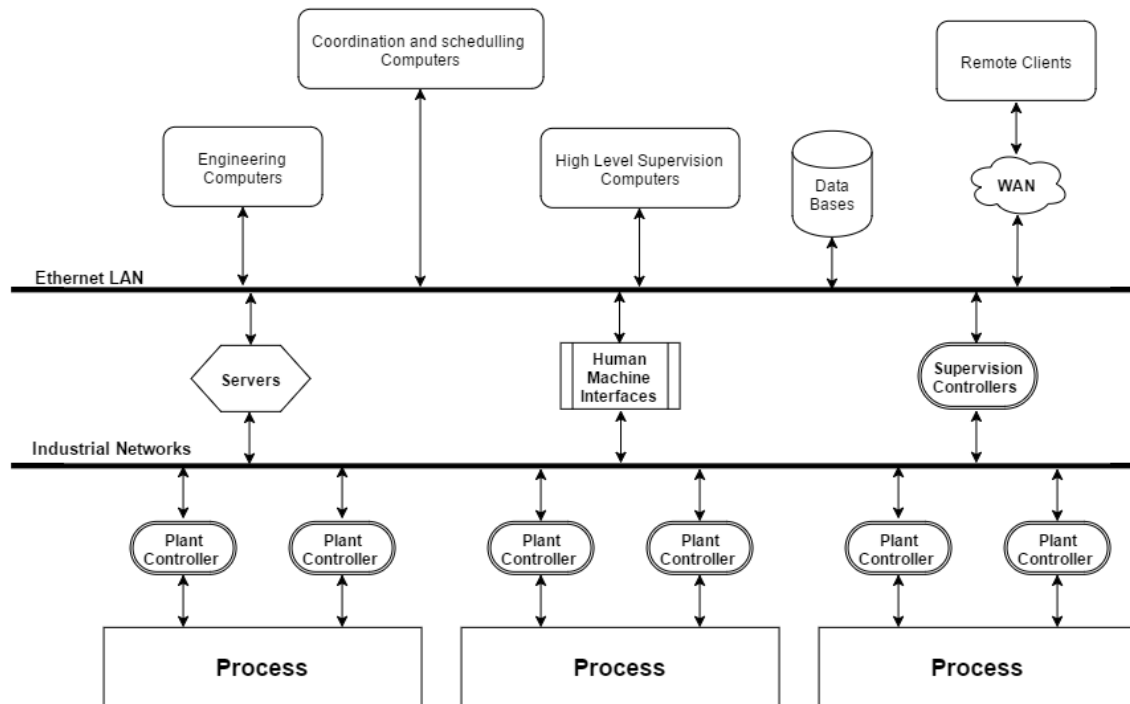 Coordination and schedulling
Computers
Remote Clients
Engineering
Computers
High Level Supervision
Computers
Data
Bases
WAN
Ethernet LAN
Servers
Human
Machine
Interfaces
Supervision
Controllers
Industrial Networks
Plant
Controller
Plant
Controller
Plant
Controller
Plant
Controller
Plant
Controller
Plant
Controller
Process
Process
Process